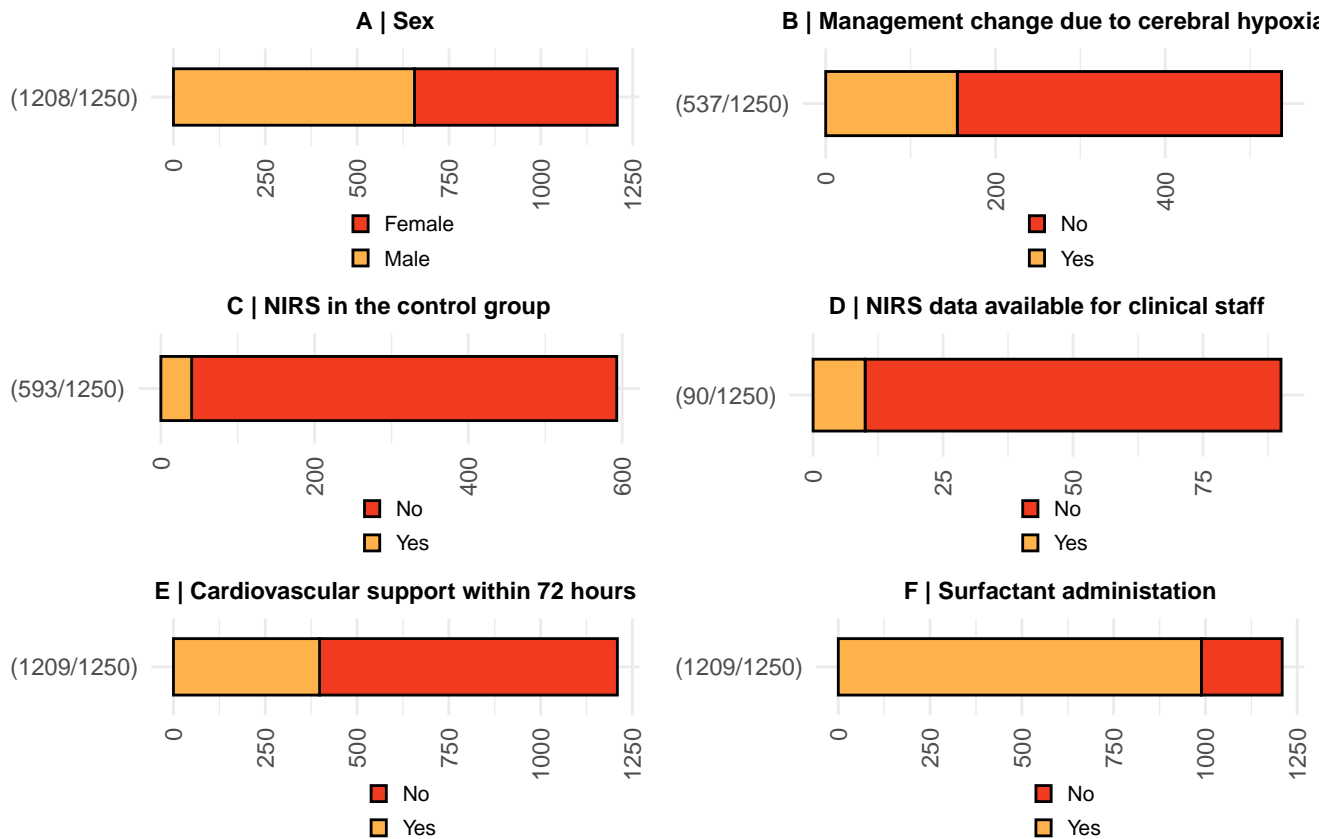 A | Sex
(1208/1250)
0
250
500
750
1000
1250
Female
Male
B | Management change due to cerebral hypoxia
(537/1250)
0
200
400
No
Yes
C | NIRS in the control group
(593/1250)
0
200
400
600
No
Yes
D | NIRS data available for clinical staff
(90/1250)
0
25
50
75
No
Yes
E | Cardiovascular support within 72 hours
(1209/1250)
0
250
500
750
1000
1250
No
Yes
F | Surfactant administation
(1209/1250)
0
250
500
750
1000
1250
No
Yes